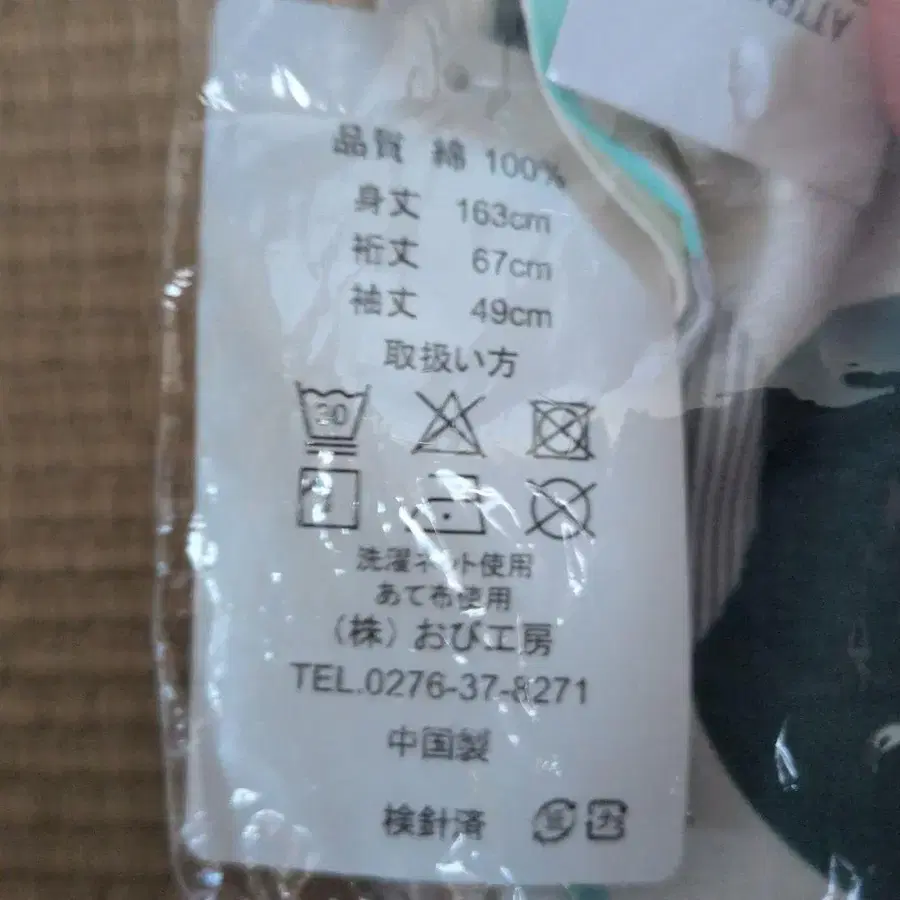 ATTE
品質 綿 100%
身丈 163cm
裄丈 67cm
袖丈 49cm
取扱い方
30
洗濯ネット使用
あて布使用
(株)おび工房
TEL.0276-37-8271
中国製
検針済